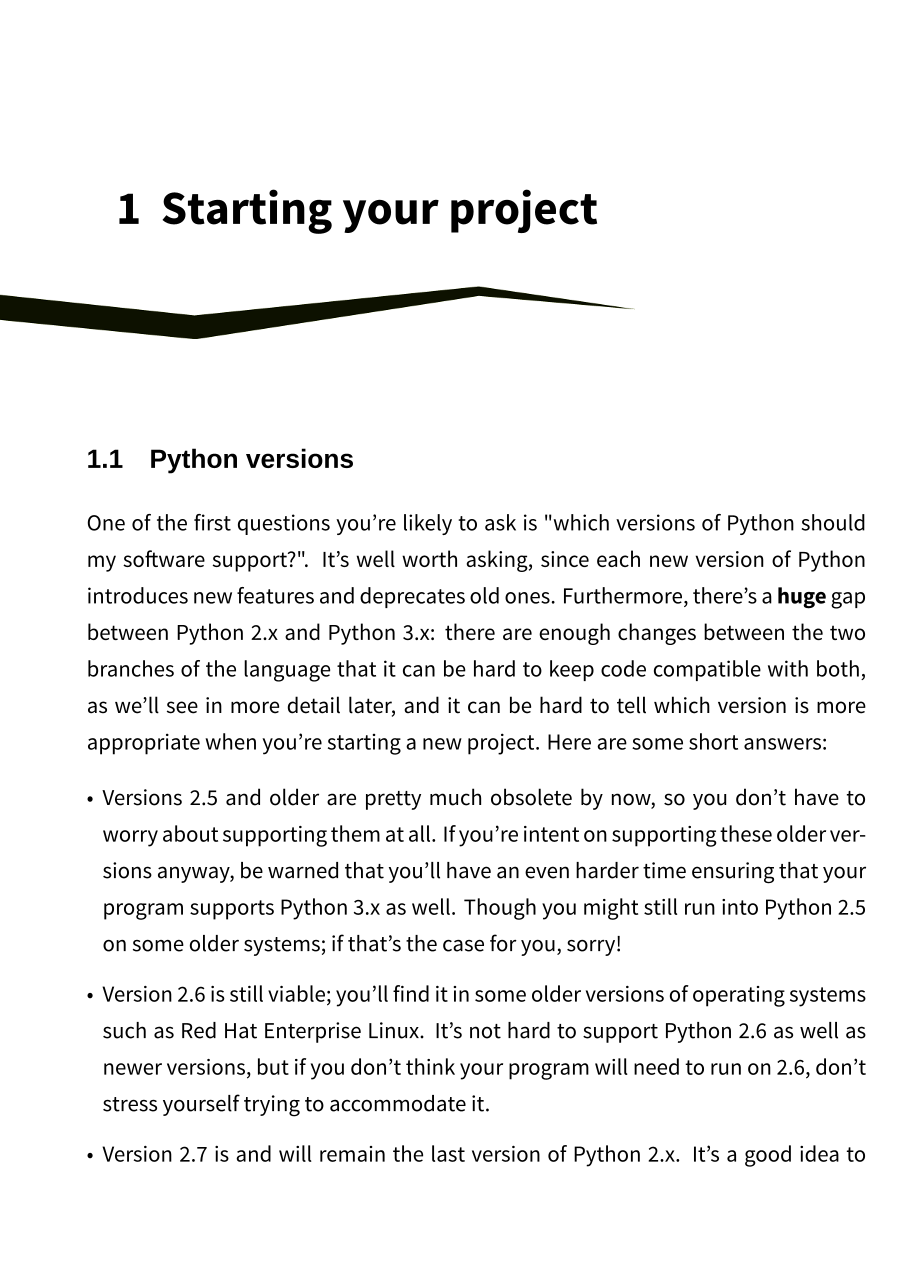 1 Starting your project
1.1 Python versions
One of the first questions you’re likely to ask is "which versions of Python should
my software support?". It’s well worth asking, since each new version of Python
introduces new features and deprecates old ones. Furthermore, there’s a huge gap
between Python 2.x and Python 3.x: there are enough changes between the two
branches of the language that it can be hard to keep code compatible with both,
as we’ll see in more detail later, and it can be hard to tell which version is more
appropriate when you’re starting a new project. Here are some short answers:
• Versions 2.5 and older are pretty much obsolete by now, so you don’t have to
worry about supporting them at all. If you’re intent on supporting these older ver-
sions anyway, be warned that you’ll have an even harder time ensuring that your
program supports Python 3.x as well. Though you might still run into Python 2.5
on some older systems; if that’s the case for you, sorry!
• Version 2.6 is still viable; you’ll find it in some older versions of operating systems
such as Red Hat Enterprise Linux. It’s not hard to support Python 2.6 as well as
newer versions, but if you don’t think your program will need to run on 2.6, don’t
stress yourself trying to accommodate it.
• Version 2.7 is and will remain the last version of Python 2.x. It’s a good idea to